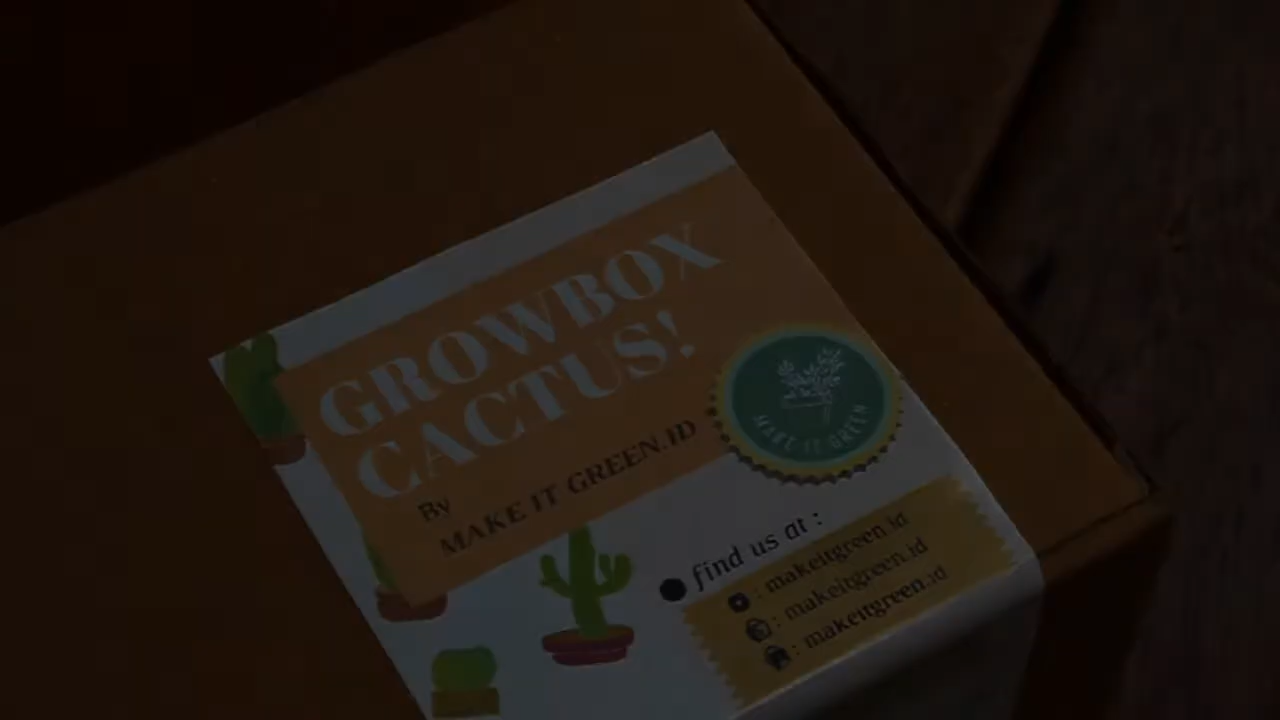 GROWBOX
CACTUS!
By
MAKE IT GREEN.ID
MAKE IT GREEN
find us at :
: makeitgreen.id
: makeitgreen.id
: makeitgreen.id